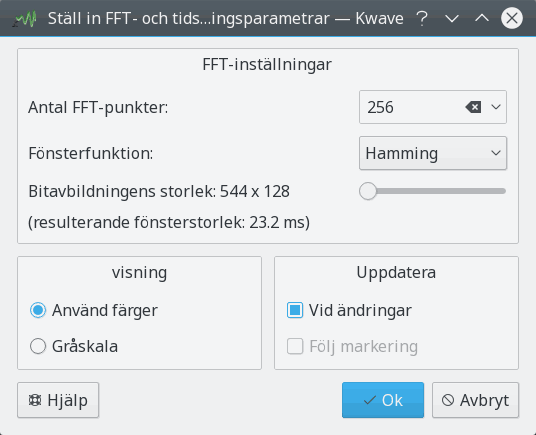 Ställ in FFT- och tids...ingsparametrar — Kwave
FFT-inställningar
Antal FFT-punkter:
256
Fönsterfunktion:
Hamming
Bitavbildningens storlek: 544 x 128
(resulterande fönsterstorlek: 23.2 ms)
visning
Använd färger
Gråskala
Uppdatera
Vid ändringar
Följ markering
Hjälp
Ok
Avbryt